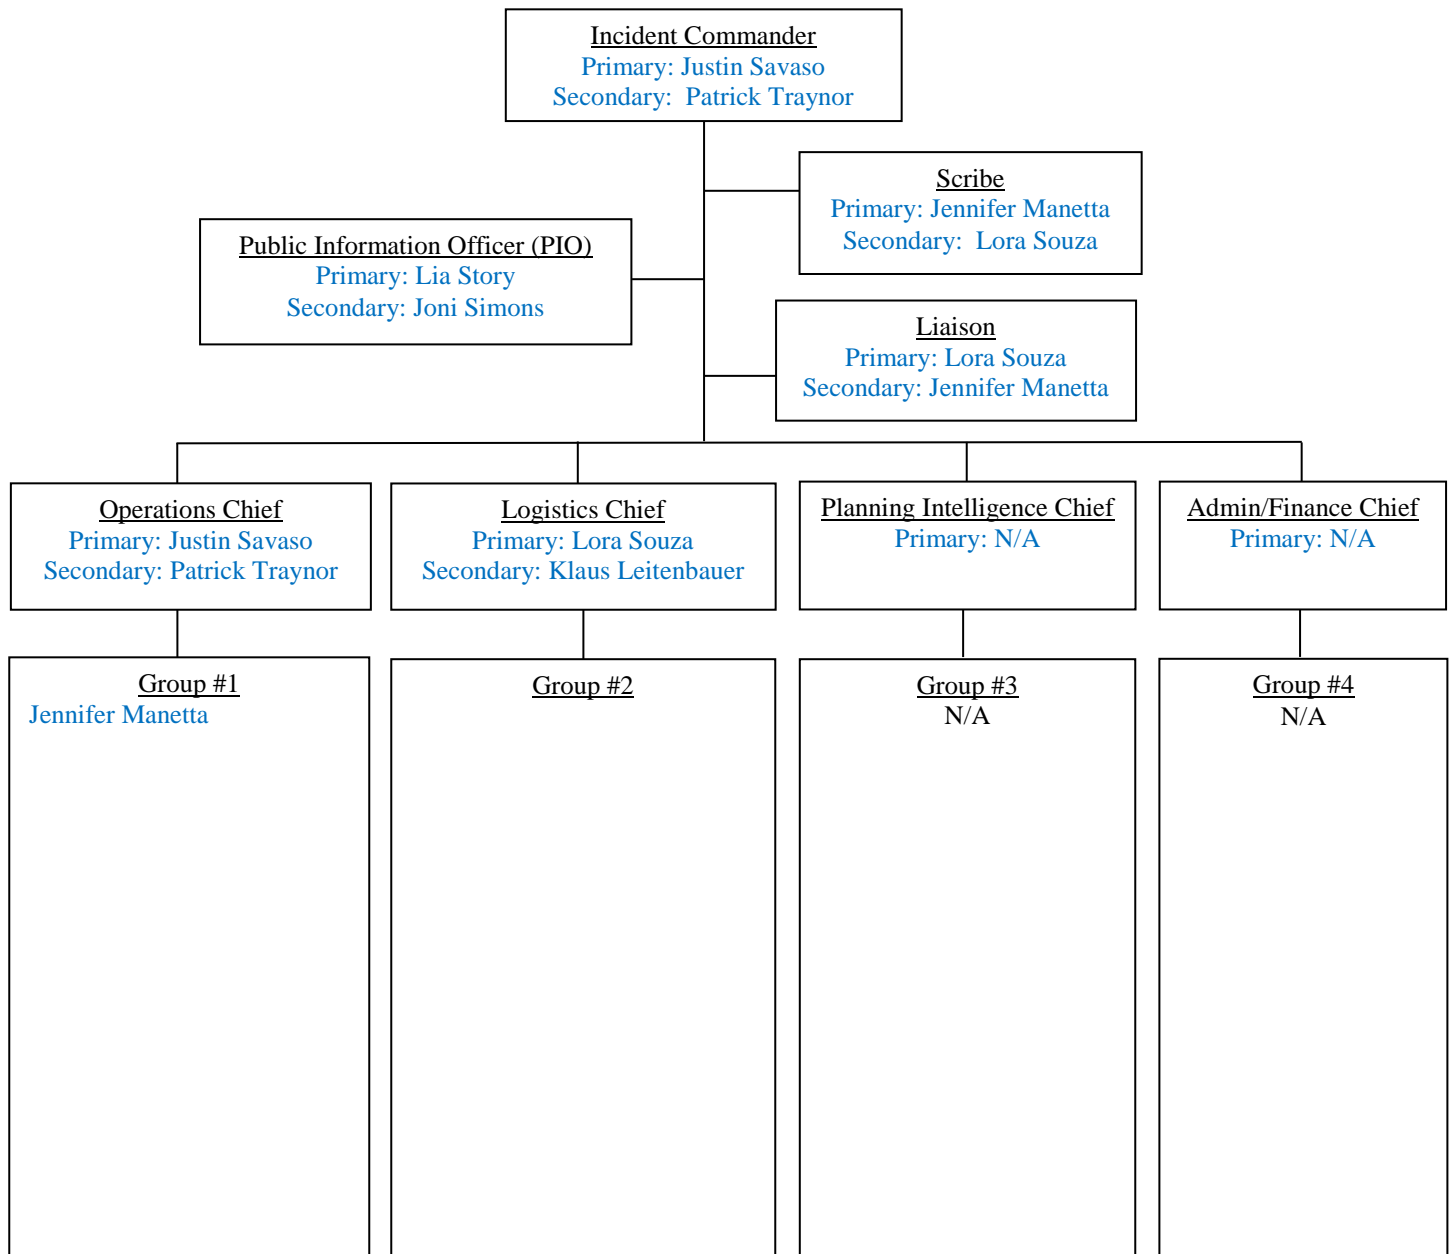 Incident Commander
Primary: Justin Savaso
Secondary:  Patrick Traynor
Scribe
Primary: Jennifer Manetta
Secondary:  Lora Souza
Public Information Officer (PIO)
Primary: Lia Story
Secondary: Joni Simons
Liaison
Primary: Lora Souza
Secondary: Jennifer Manetta
Operations Chief
Primary: Justin Savaso
Secondary: Patrick Traynor
Logistics Chief
Primary: Lora Souza
Secondary: Klaus Leitenbauer
Planning Intelligence Chief
Primary: N/A
Admin/Finance Chief
Primary: N/A
Group #1
Jennifer Manetta
Group #2
Group #3
N/A
Group #4
N/A